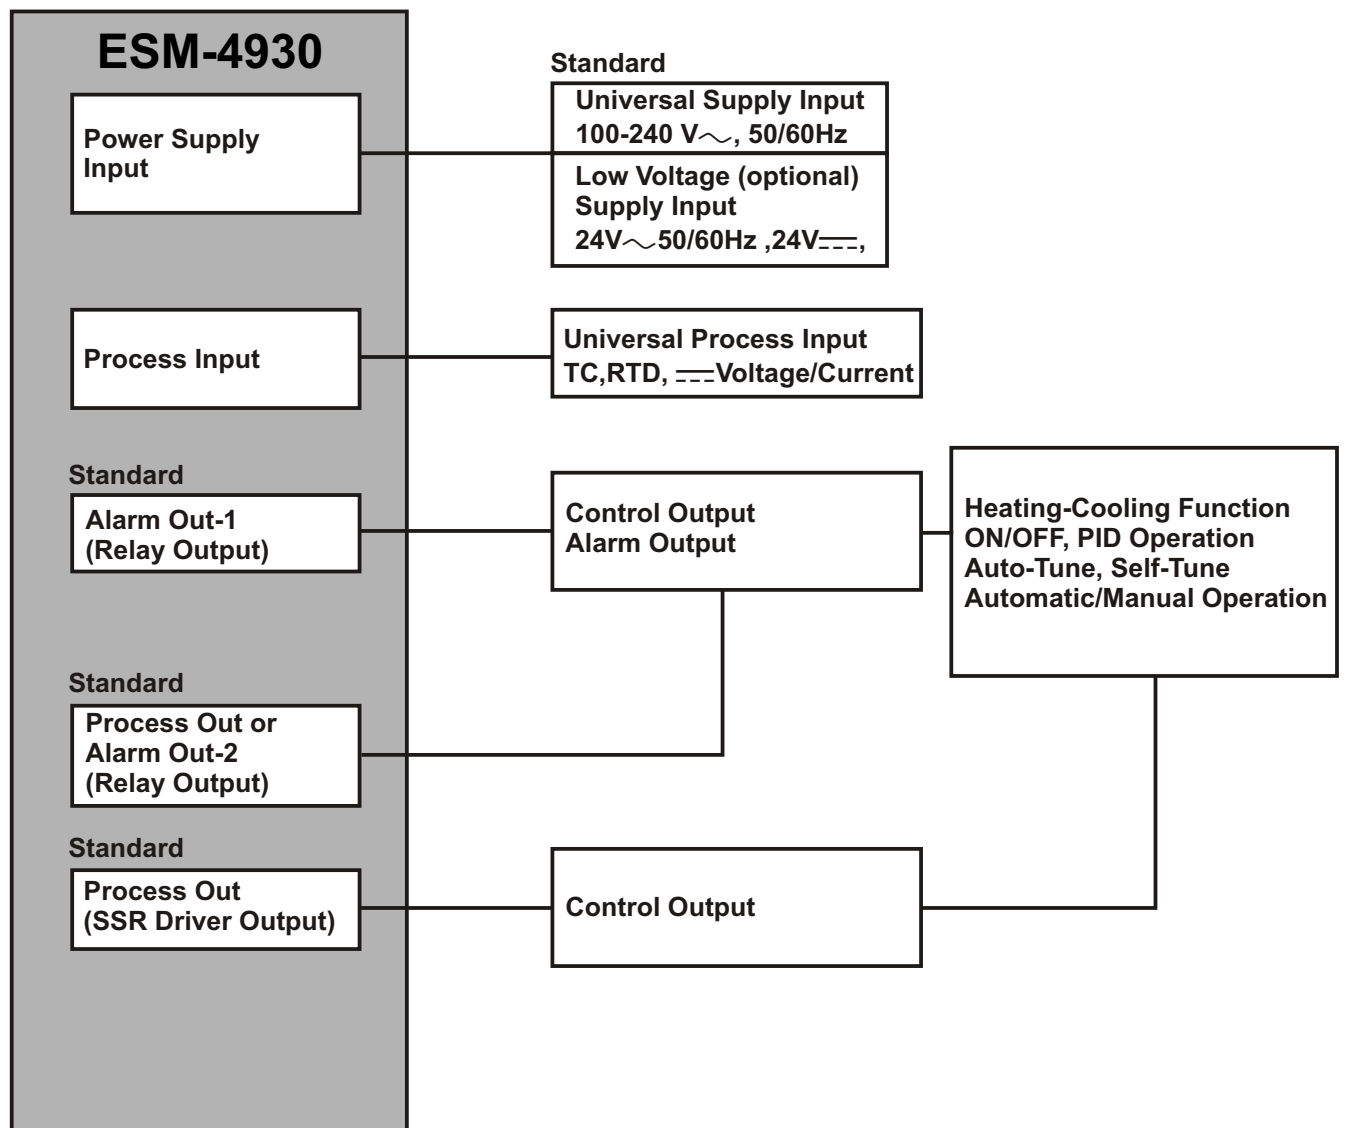 ESM-4930
Power Supply
Input
Standard
Universal Supply Input
100-240 V～, 50/60Hz
Low Voltage (optional)
Supply Input
24V～50/60Hz ,24V⎓,
Process Input
Universal Process Input
TC,RTD, ⎓Voltage/Current
Standard
Alarm Out-1
(Relay Output)
Control Output
Alarm Output
Heating-Cooling Function
ON/OFF, PID Operation
Auto-Tune, Self-Tune
Automatic/Manual Operation
Standard
Process Out or
Alarm Out-2
(Relay Output)
Standard
Process Out
(SSR Driver Output)
Control Output